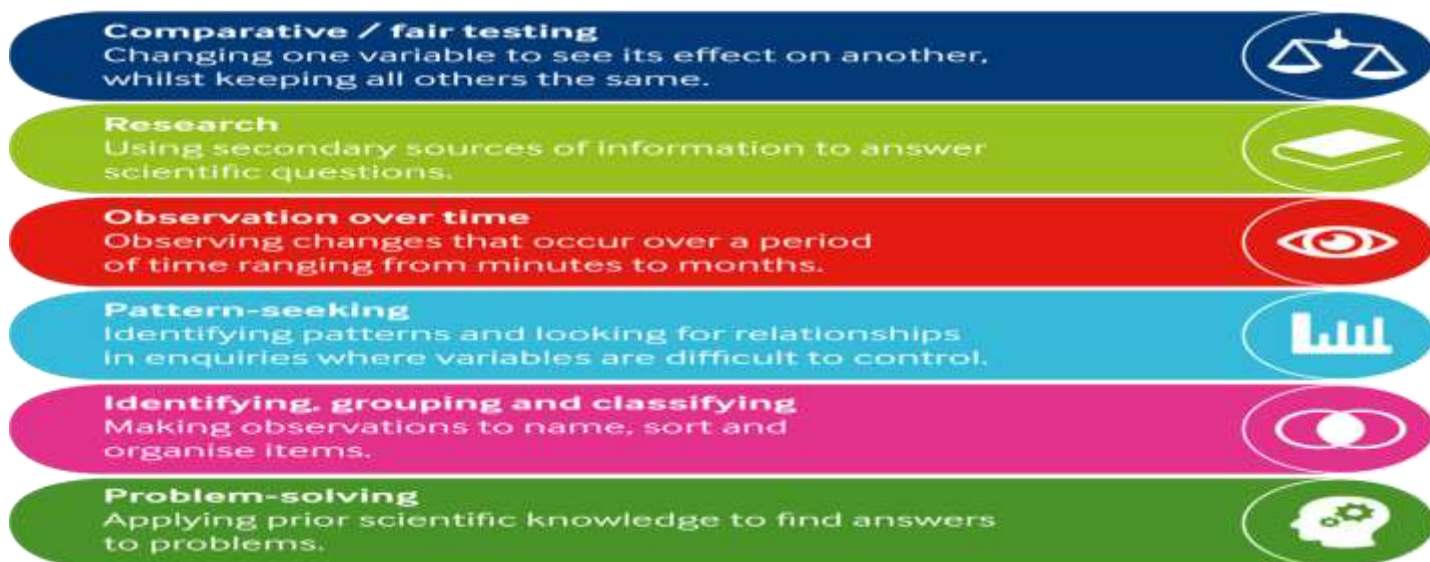 Comparative / fair testing
Changing one variable to see its effect on another,
whilst keeping all others the same.
Research
Using secondary sources of information to answer
scientific questions.
Observation over time
Observing changes that occur over a period
of time ranging from minutes to months.
Pattern-seeking
Identifying patterns and looking for relationships
in enquiries where variables are difficult to control.
Identifying, grouping and classifying
Making observations to name, sort and
organise items.
Problem-solving
Applying prior scientific knowledge to find answers
to problems.